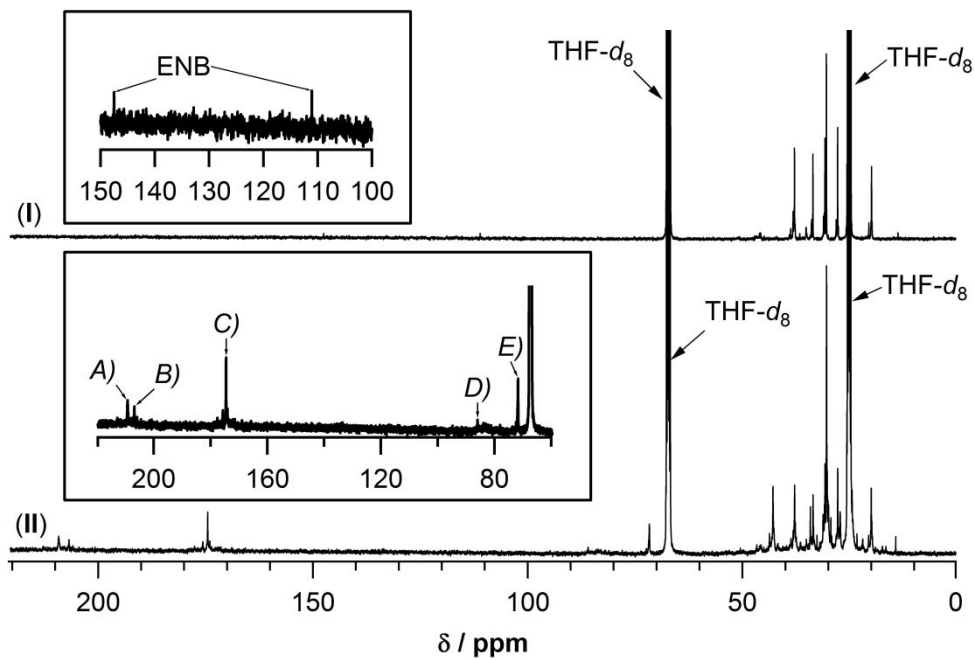 ENB
150 140 130 120 110 100
THF-d8
THF-d8
(I)
A)
B)
C)
D)
E)
200 160 120 80
THF-d8
THF-d8
(II)
200 150 100 50 0
δ / ppm